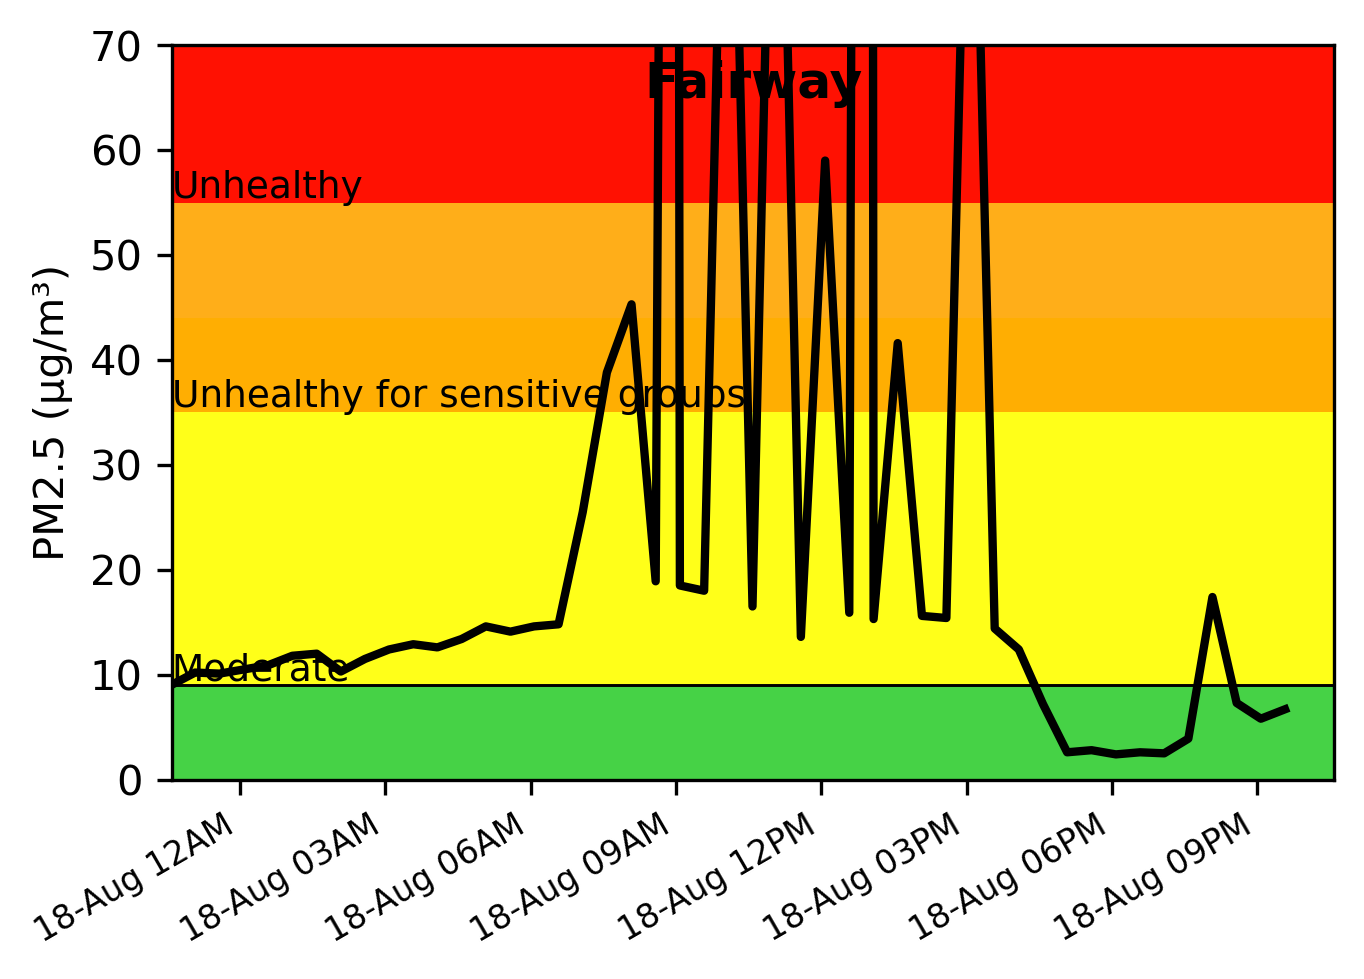 70
Fairway
60
Unhealthy
50
40
Unhealthy for sensitive groups
30
20
10
Moderate
0
PM2.5 (µg/m³)
18-Aug 12AM
18-Aug 03AM
18-Aug 06AM
18-Aug 09AM
18-Aug 12PM
18-Aug 03PM
18-Aug 06PM
18-Aug 09PM